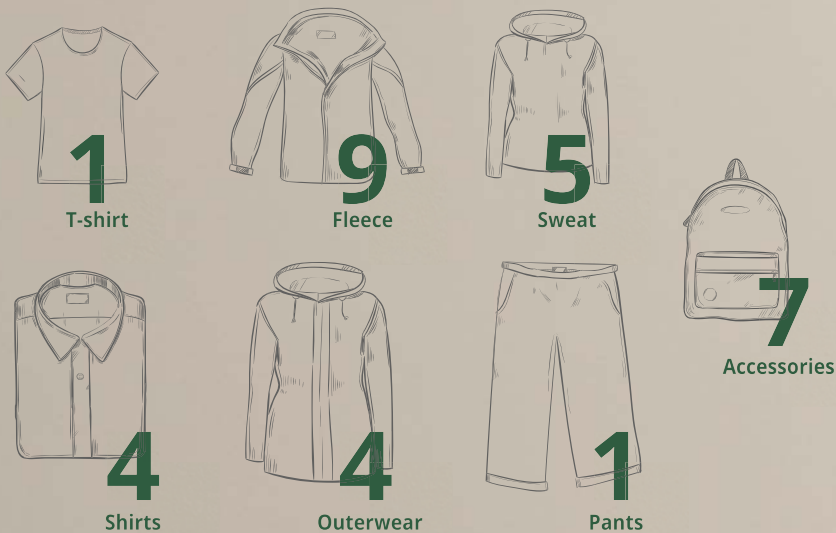 1
T-shirt
9
Fleece
5
Sweat
7
Accessories
4
Shirts
4
Outerwear
1
Pants